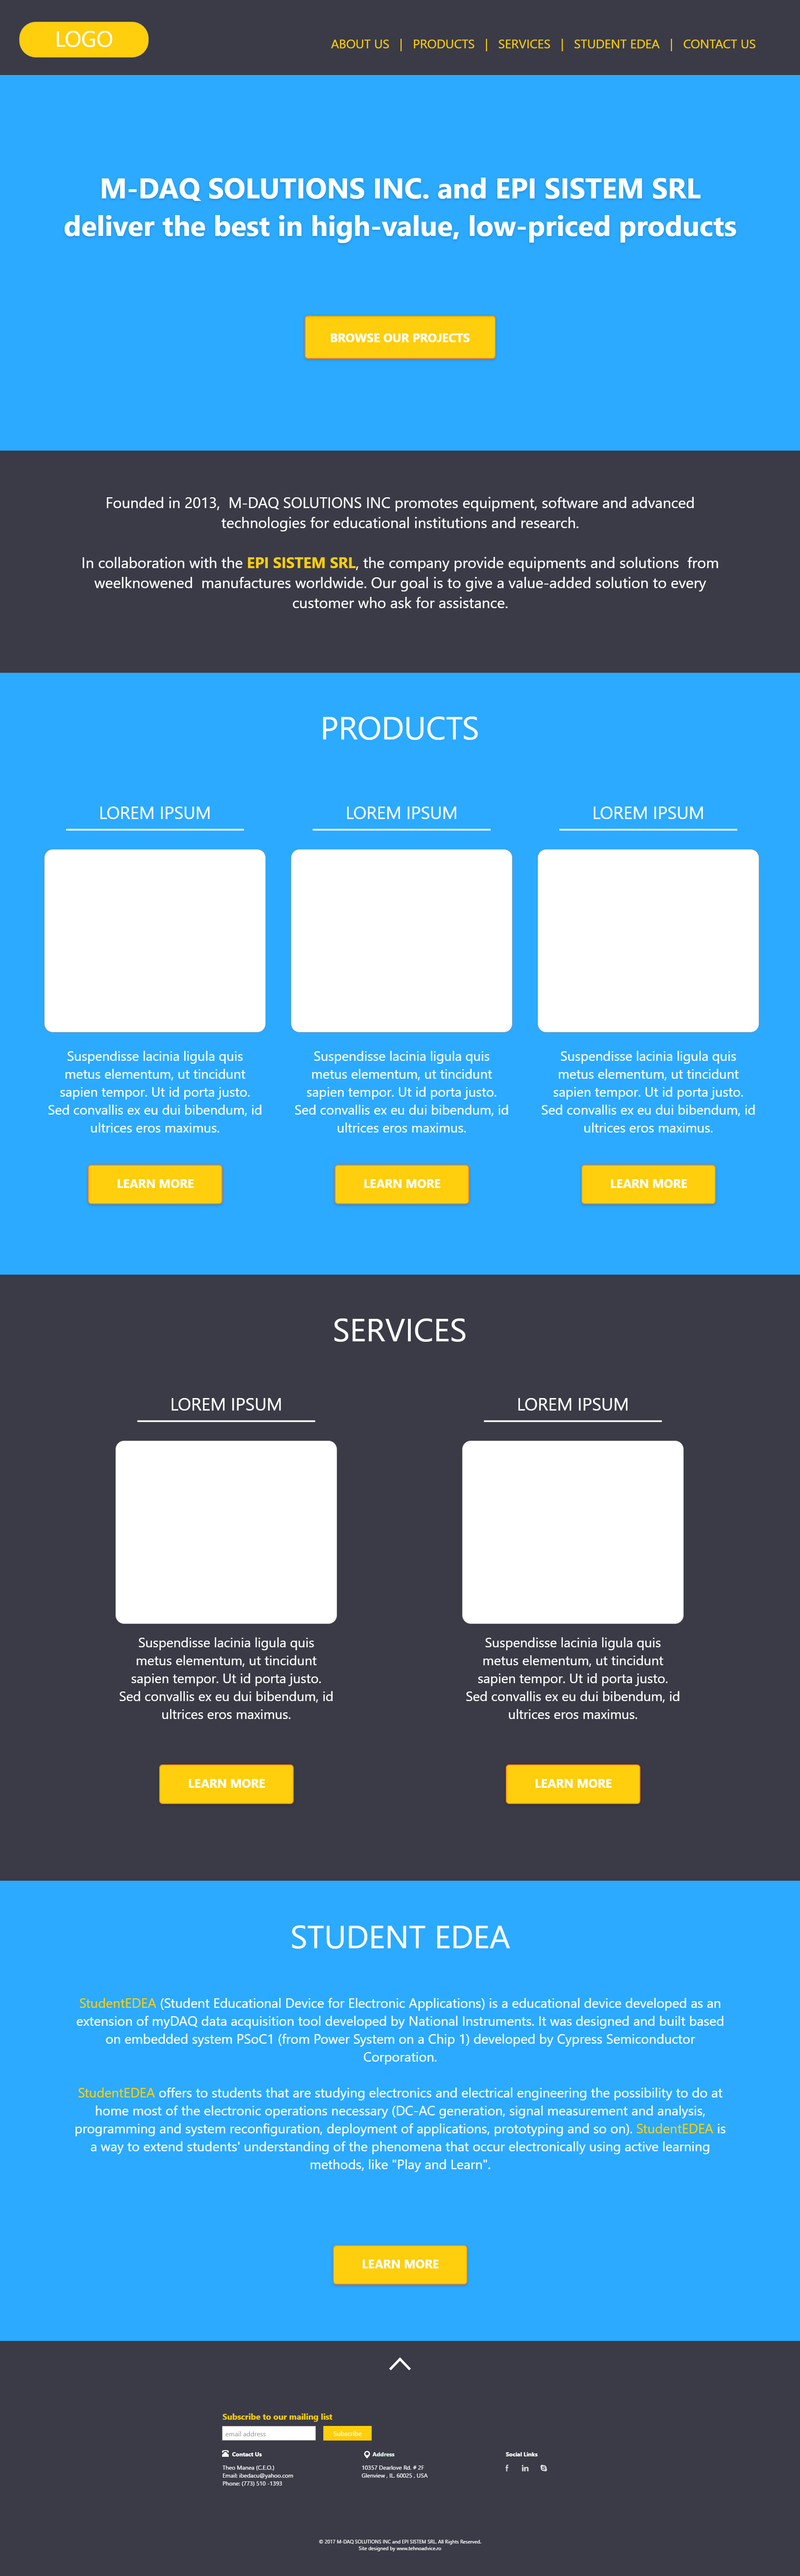 LOGO
ABOUT US | PRODUCTS | SERVICES | STUDENT EDEA | CONTACT US
M-DAQ SOLUTIONS INC. and EPI SISTEM SRL
deliver the best in high-value, low-priced products
BROWSE OUR PROJECTS
Founded in 2013, M-DAQ SOLUTIONS INC promotes equipment, software and advanced
technologies for educational institutions and research.
In collaboration with the EPI SISTEM SRL, the company provide equipments and solutions from
weelknowened manufactures worldwide. Our goal is to give a value-added solution to every
customer who ask for assistance.
PRODUCTS
LOREM IPSUM
Suspendisse lacinia ligula quis
metus elementum, ut tincidunt
sapien tempor. Ut id porta justo.
Sed convallis ex eu dui bibendum, id
ultrices eros maximus.
LEARN MORE
LOREM IPSUM
Suspendisse lacinia ligula quis
metus elementum, ut tincidunt
sapien tempor. Ut id porta justo.
Sed convallis ex eu dui bibendum, id
ultrices eros maximus.
LEARN MORE
LOREM IPSUM
Suspendisse lacinia ligula quis
metus elementum, ut tincidunt
sapien tempor. Ut id porta justo.
Sed convallis ex eu dui bibendum, id
ultrices eros maximus.
LEARN MORE
SERVICES
LOREM IPSUM
Suspendisse lacinia ligula quis
metus elementum, ut tincidunt
sapien tempor. Ut id porta justo.
Sed convallis ex eu dui bibendum, id
ultrices eros maximus.
LEARN MORE
LOREM IPSUM
Suspendisse lacinia ligula quis
metus elementum, ut tincidunt
sapien tempor. Ut id porta justo.
Sed convallis ex eu dui bibendum, id
ultrices eros maximus.
LEARN MORE
STUDENT EDEA
StudentEDEA (Student Educational Device for Electronic Applications) is a educational device developed as an
extension of myDAQ data acquisition tool developed by National Instruments. It was designed and built based
on embedded system PSoC1 (from Power System on a Chip 1) developed by Cypress Semiconductor
Corporation.
StudentEDEA offers to students that are studying electronics and electrical engineering the possibility to do at
home most of the electronic operations necessary (DC-AC generation, signal measurement and analysis,
programming and system reconfiguration, deployment of applications, prototyping and so on). StudentEDEA is
a way to extend students' understanding of the phenomena that occur electronically using active learning
methods, like "Play and Learn".
LEARN MORE
Subscribe to our mailing list
email address
Subscribe
Contact Us
Theo Manea (C.E.O.)
Email: ibedacu@yahoo.com
Phone: (773) 510 -1393
Address
10357 Dearlove Rd. # 2F
Glenview , IL. 60025 , USA
Social Links
© 2017 M-DAQ SOLUTIONS INC and EPI SISTEM SRL. All Rights Reserved.
Site designed by www.tehnoadvice.ro